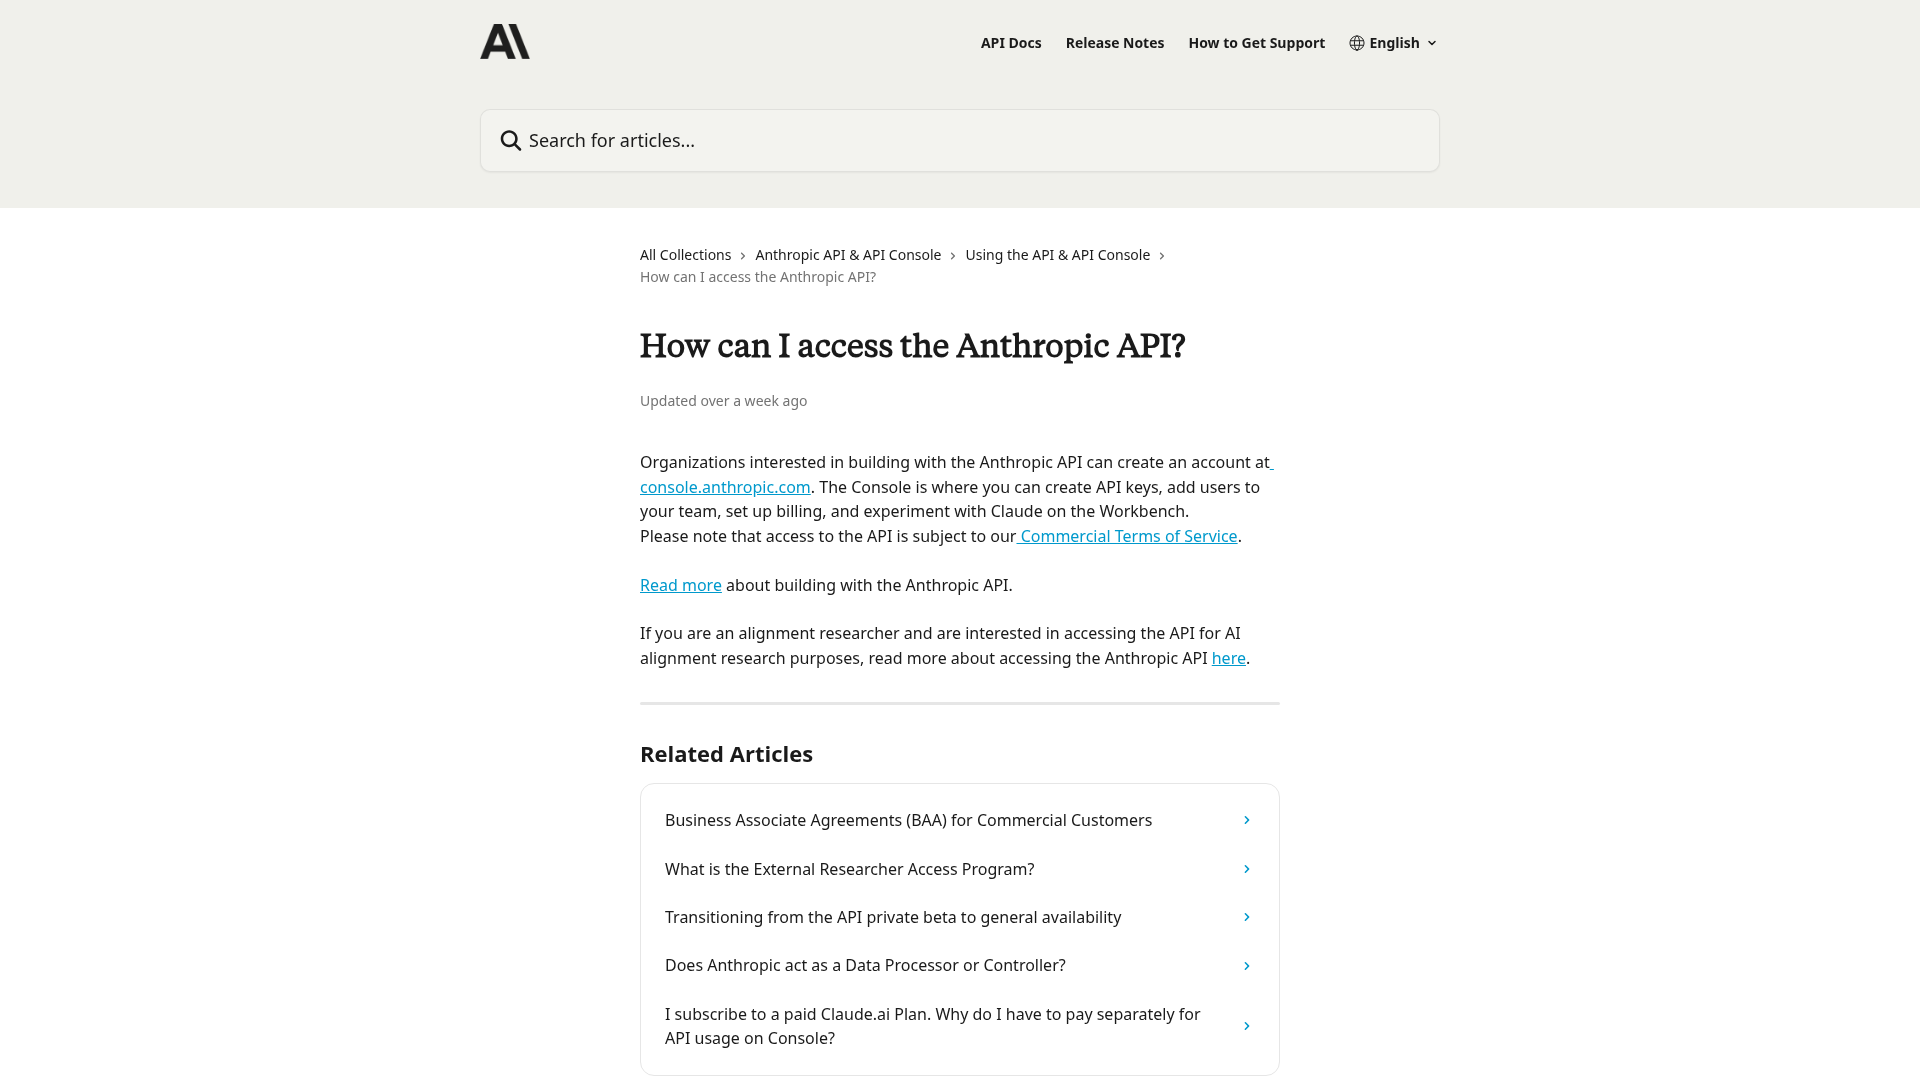 API Docs
Release Notes
How to Get Support
English
Search for articles...
All Collections
Anthropic API & API Console
Using the API & API Console
How can I access the Anthropic API?
How can I access the Anthropic API?
Updated over a week ago
Organizations interested in building with the Anthropic API can create an account at
console.anthropic.com. The Console is where you can create API keys, add users to
your team, set up billing, and experiment with Claude on the Workbench.
Please note that access to the API is subject to our Commercial Terms of Service.
Read more about building with the Anthropic API.
If you are an alignment researcher and are interested in accessing the API for AI
alignment research purposes, read more about accessing the Anthropic API here.
Related Articles
Business Associate Agreements (BAA) for Commercial Customers
What is the External Researcher Access Program?
Transitioning from the API private beta to general availability
Does Anthropic act as a Data Processor or Controller?
I subscribe to a paid Claude.ai Plan. Why do I have to pay separately for
API usage on Console?